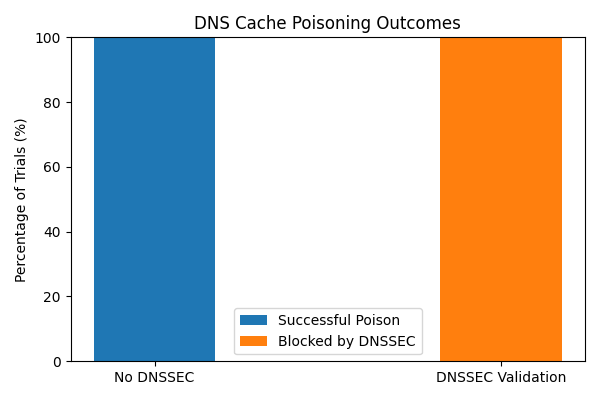 DNS Cache Poisoning Outcomes
Percentage of Trials (%)
100
80
60
40
20
0
Successful Poison
Blocked by DNSSEC
No DNSSEC
DNSSEC Validation